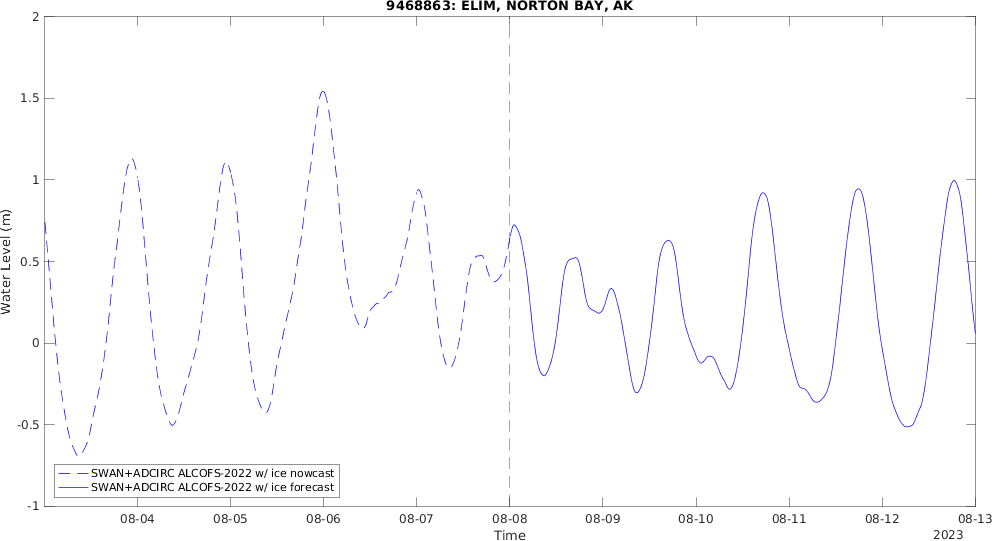 9468863: ELIM, NORTON BAY, AK
2
1.5
1
0.5
0
-0.5
-1
Water Level (m)
SWAN+ADCIRC ALCOFS-2022 w/ ice nowcast
SWAN+ADCIRC ALCOFS-2022 w/ ice forecast
08-04 08-05 08-06 08-07 08-08 08-09 08-10 08-11 08-12 08-13
Time
2023